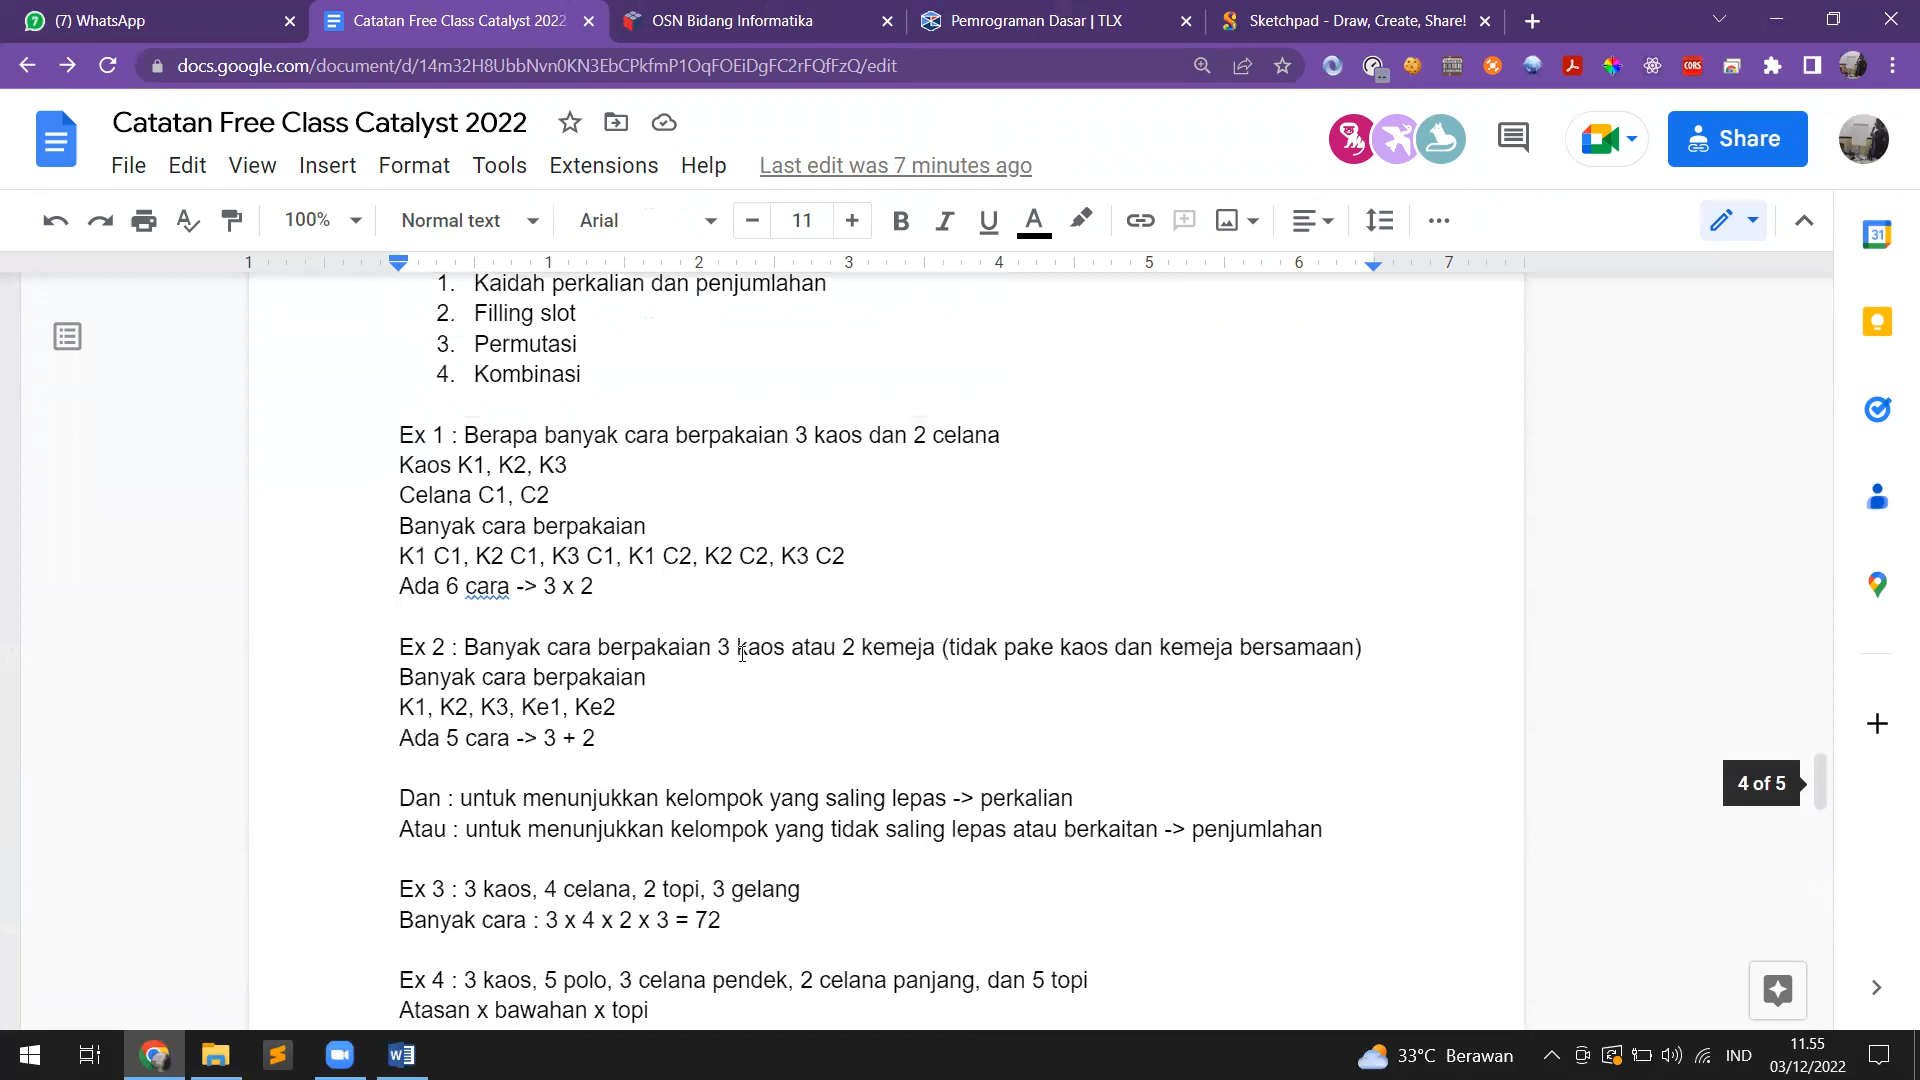 (7) WhatsApp
Catatan Free Class Catalyst 2022
OSN Bidang Informatika
Pemrograman Dasar | TLX
Sketchpad - Draw, Create, Share!
docs.google.com/document/d/14m32H8UbbNvn0KN3EbCPkfmP1OqFOEiDgFC2rFQfFzQ/edit
Catatan Free Class Catalyst 2022
Share
File Edit View Insert Format Tools Extensions Help Last edit was 7 minutes ago
100% Normal text Arial 11
1 1 2 3 4 5 6 7
1. Kaidah perkalian dan penjumlahan
2. Filling slot
3. Permutasi
4. Kombinasi
Ex 1 : Berapa banyak cara berpakaian 3 kaos dan 2 celana
Kaos K1, K2, K3
Celana C1, C2
Banyak cara berpakaian
K1 C1, K2 C1, K3 C1, K1 C2, K2 C2, K3 C2
Ada 6 cara -> 3 x 2
Ex 2 : Banyak cara berpakaian 3 kaos atau 2 kemeja (tidak pake kaos dan kemeja bersamaan)
Banyak cara berpakaian
K1, K2, K3, Ke1, Ke2
Ada 5 cara -> 3 + 2
4 of 5
Dan : untuk menunjukkan kelompok yang saling lepas -> perkalian
Atau : untuk menunjukkan kelompok yang tidak saling lepas atau berkaitan -> penjumlahan
Ex 3 : 3 kaos, 4 celana, 2 topi, 3 gelang
Banyak cara : 3 x 4 x 2 x 3 = 72
Ex 4 : 3 kaos, 5 polo, 3 celana pendek, 2 celana panjang, dan 5 topi
Atasan x bawahan x topi
33°C Berawan
IND
11.55
03/12/2022